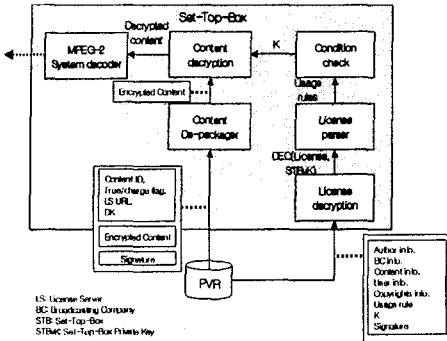 Set-Top-Box
MPEG-2
System decoder
Decrypted
content
Content
decryption
K
Condition
check
Encrypted Content
Usage
rules
Content
De-packager
License
parser
DEC(License,
STBMK)
License
decryption
Content ID,
Free/charge flag,
LS URL,
DK
Encrypted Content
Signature
PVR
Author info.
BC info.
Content info.
User info.
Copyrights info.
Usage rule
K
Signature
LS: License Server
BC: Broadcasting Company
STB: Set-Top-Box
STBMK: Set-Top-Box Private Key